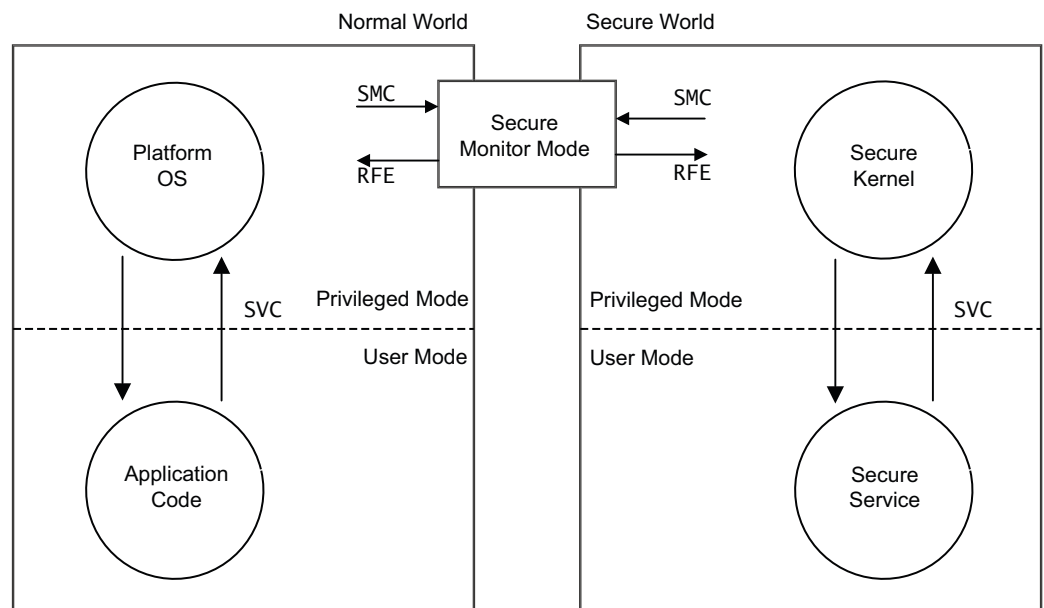 Normal World
Secure World
SMC
SMC
Platform
OS
Secure
Monitor Mode
Secure
Kernel
RFE
RFE
SVC
Privileged Mode
Privileged Mode
SVC
User Mode
User Mode
Application
Code
Secure
Service